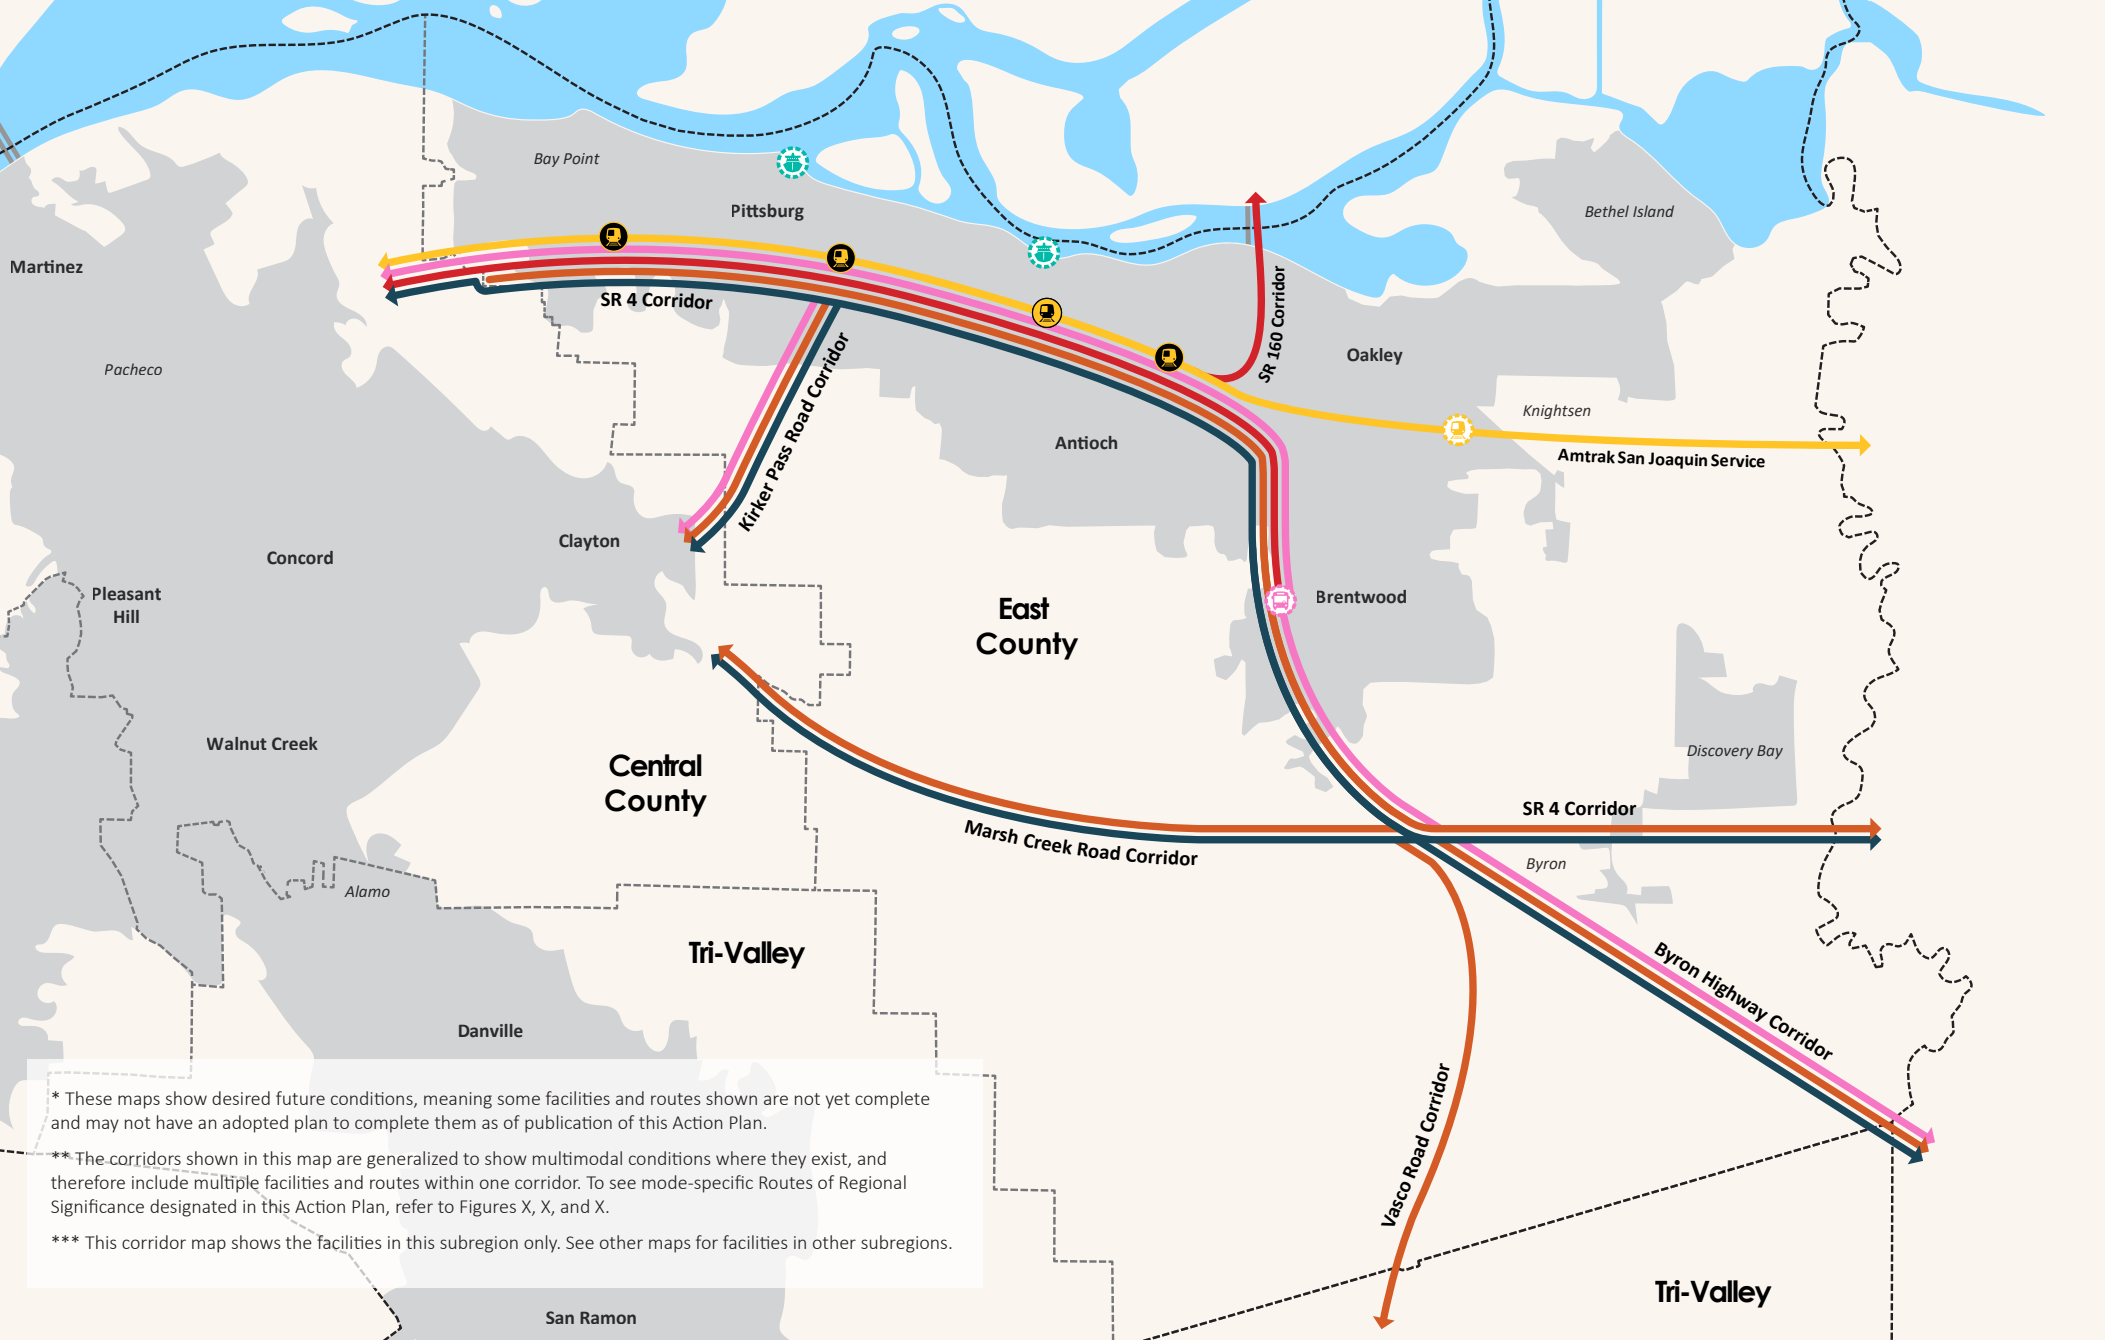 Bay Point
Pittsburg
Bethel Island
Martinez
SR 4 Corridor
SR 160 Corridor
Oakley
Pacheco
Kirker Pass Road Corridor
Knightsen
Antioch
Amtrak San Joaquin Service
Clayton
Concord
Pleasant
Hill
East
County
Brentwood
Walnut Creek
Discovery Bay
Central
County
SR 4 Corridor
Marsh Creek Road Corridor
Byron
Alamo
Tri-Valley
Byron Highway Corridor
Danville
Vasco Road Corridor
* These maps show desired future conditions, meaning some facilities and routes shown are not yet complete
and may not have an adopted plan to complete them as of publication of this Action Plan.
** The corridors shown in this map are generalized to show multimodal conditions where they exist, and
therefore include multiple facilities and routes within one corridor. To see mode-specific Routes of Regional
Significance designated in this Action Plan, refer to Figures X, X, and X.
*** This corridor map shows the facilities in this subregion only. See other maps for facilities in other subregions.
Tri-Valley
San Ramon